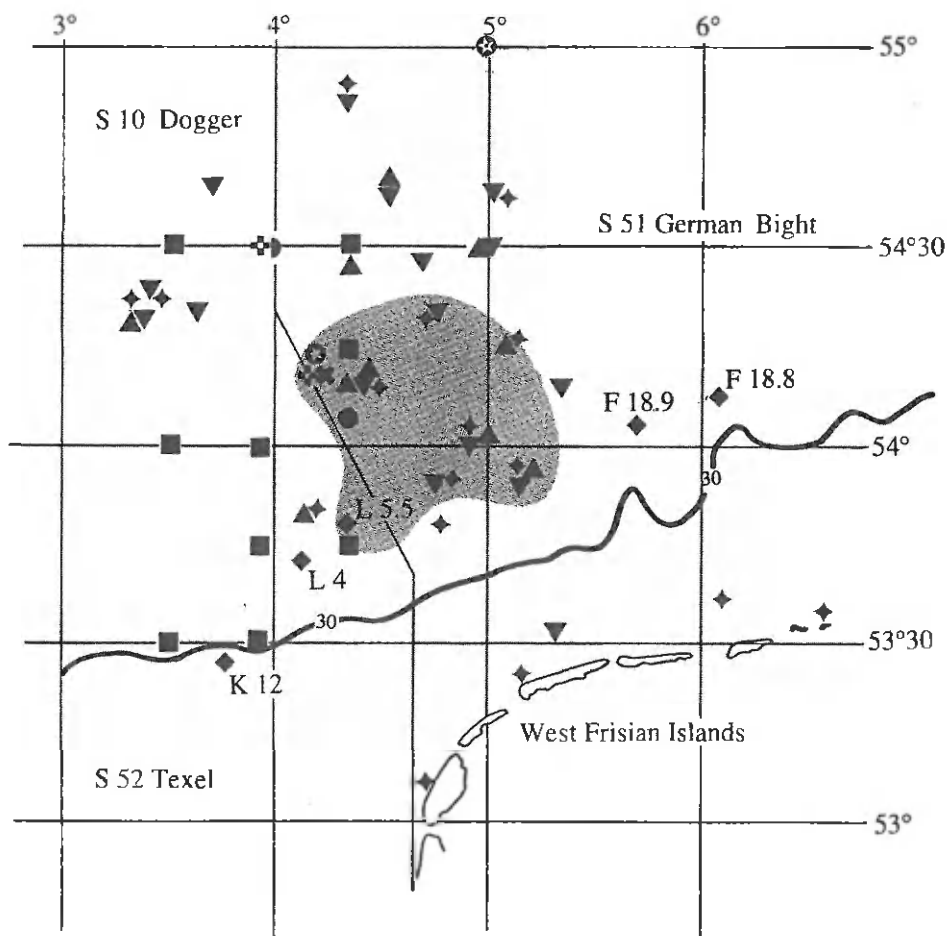 3° 4° 5° 6°
55°
S 10 Dogger
S 51 German Bight
54°30
F 18.8
F 18.9
54°
30
L 5.5
L 4
30
53°30
K 12
West Frisian Islands
S 52 Texel
53°